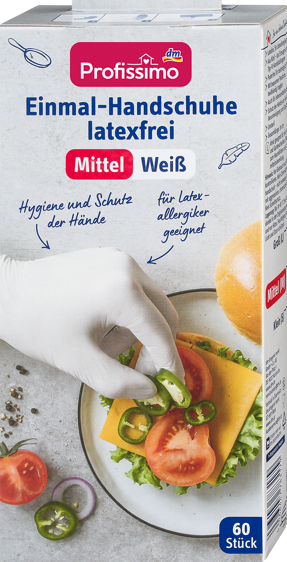 dm
Profissimo
Einmal-Handschuhe
latexfrei
Mittel Weiß
Hygiene und Schutz
der Hände
für Latex-
allergiker
geeignet
60
Stück